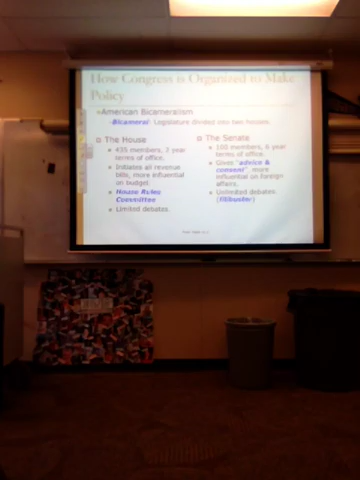 How Congress is Organized to Make
Policy
American Bicameralism
Bicameral: Legislature divided into two houses.
The House
435 members, 2 year
terms of office.
Initiates all revenue
bills, more influential
on budget
House Rules
Committee
Limited debates.
The Senate
100 members, 6 year
terms of office.
Gives "advice &
consent", more
influential on foreign
affairs.
Unlimited debates.
(filibuster)